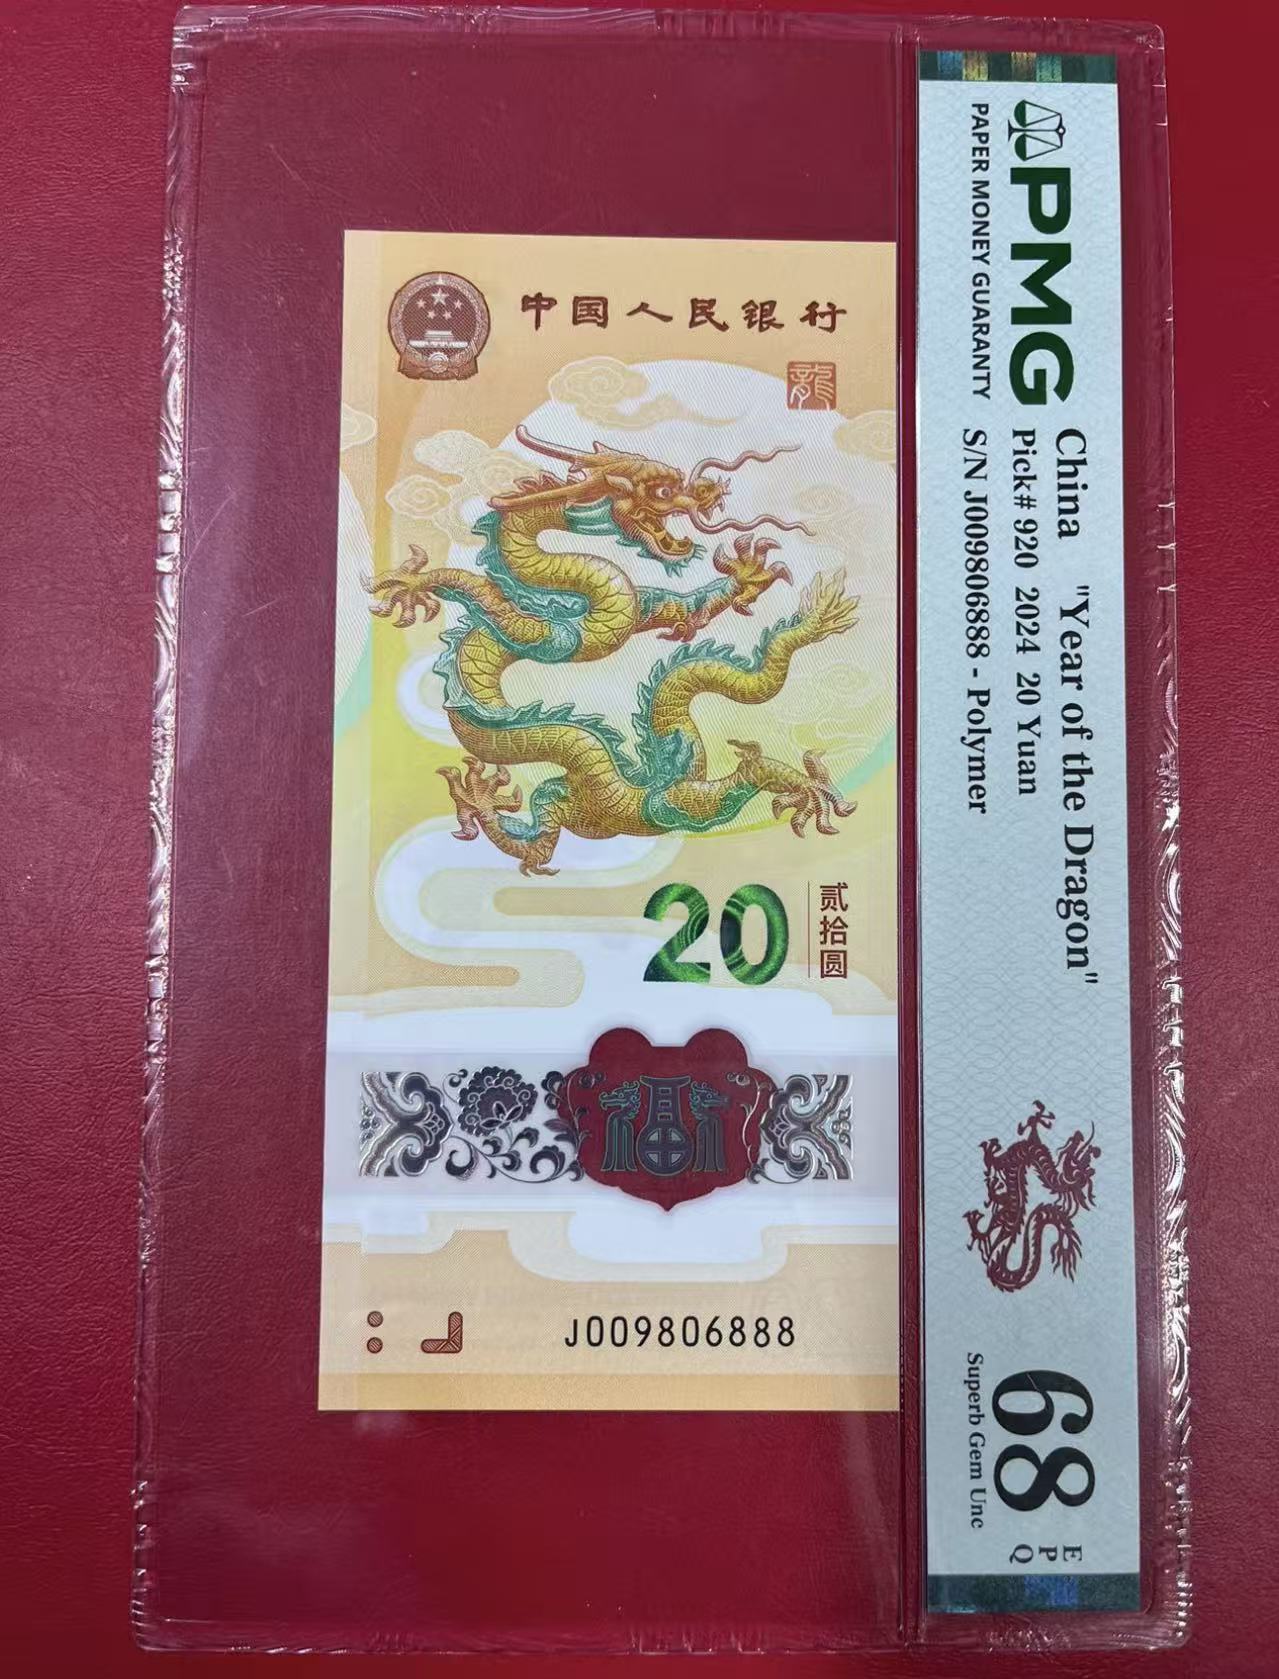 中国人民银行
龍
20
贰拾圆
福
J009806888
PMG
PAPER MONEY GUARANTY
China "Year of the Dragon"
Pick# 920 2024 20 Yuan
S/N J009806888 - Polymer
68
EPQ
Superb Gem Unc